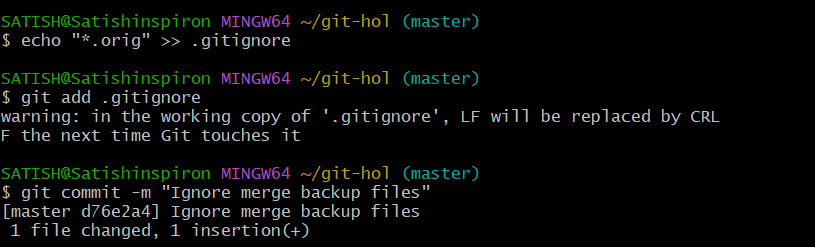 SATISH@Satishinspiron MINGW64 ~/git-hol (master)
$ echo "*.orig" >> .gitignore
SATISH@Satishinspiron MINGW64 ~/git-hol (master)
$ git add .gitignore
warning: in the working copy of '.gitignore', LF will be replaced by CRL
F the next time Git touches it
SATISH@Satishinspiron MINGW64 ~/git-hol (master)
$ git commit -m "Ignore merge backup files"
[master d76e2a4] Ignore merge backup files
 1 file changed, 1 insertion(+)